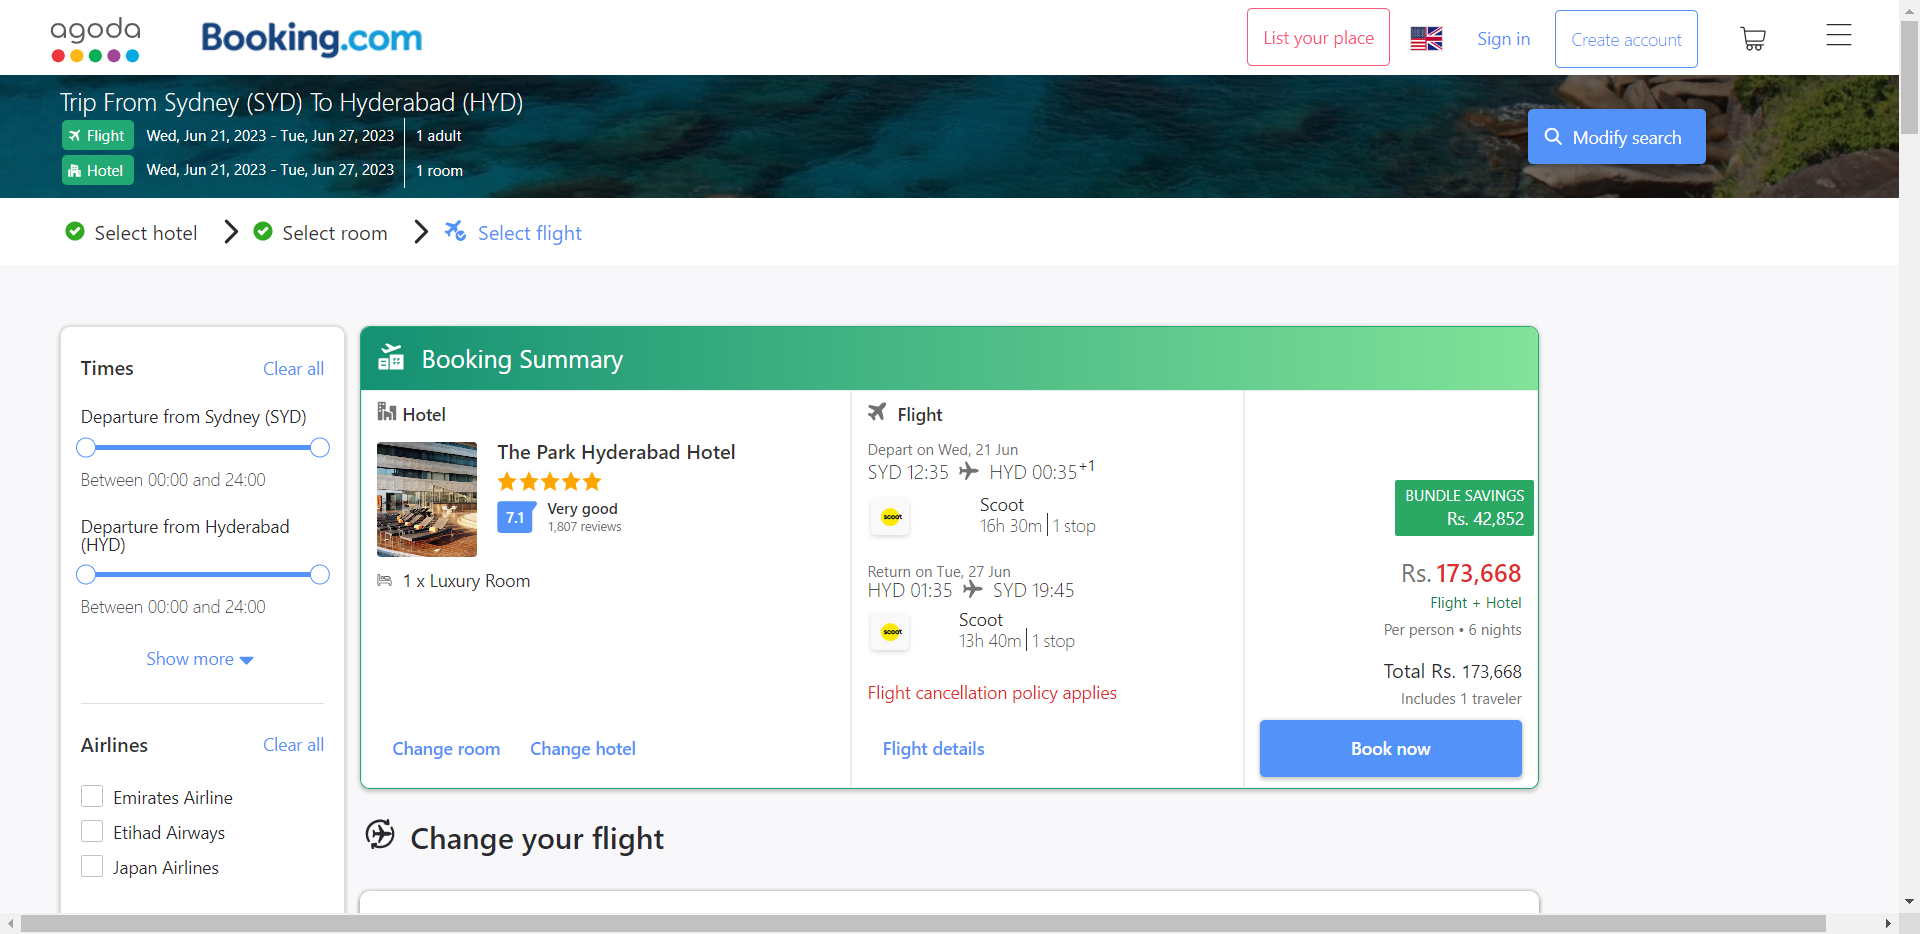 agoda
Booking.com
List your place
Sign in
Create account
Trip From Sydney (SYD) To Hyderabad (HYD)
Flight Wed, Jun 21, 2023 - Tue, Jun 27, 2023 1 adult
Hotel Wed, Jun 21, 2023 - Tue, Jun 27, 2023 1 room
Modify search
Select hotel Select room Select flight
Times Clear all
Departure from Sydney (SYD)
Between 00:00 and 24:00
Departure from Hyderabad
(HYD)
Between 00:00 and 24:00
Show more
Airlines Clear all
Emirates Airline
Etihad Airways
Japan Airlines
Booking Summary
Hotel
The Park Hyderabad Hotel
7.1 Very good
1,807 reviews
1 x Luxury Room
Change room Change hotel
Flight
Depart on Wed, 21 Jun
SYD 12:35 HYD 00:35+1
scoot Scoot
16h 30m 1 stop
Return on Tue, 27 Jun
HYD 01:35 SYD 19:45
scoot Scoot
13h 40m 1 stop
Flight cancellation policy applies
Flight details
BUNDLE SAVINGS
Rs. 42,852
Rs. 173,668
Flight + Hotel
Per person • 6 nights
Total Rs. 173,668
Includes 1 traveler
Book now
Change your flight